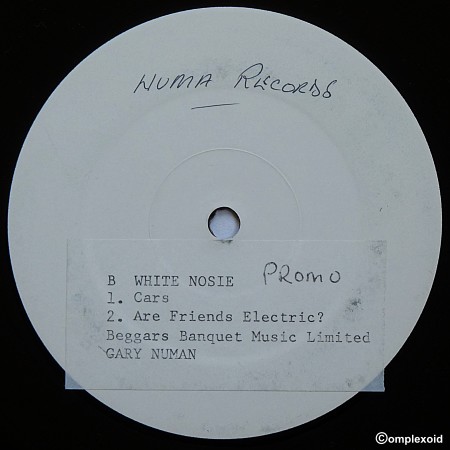 NUMA RECORDS
B WHITE NOSIE PROMO
1. Cars
2. Are Friends Electric?
Beggars Banquet Music Limited
GARY NUMAN
©omplexoid